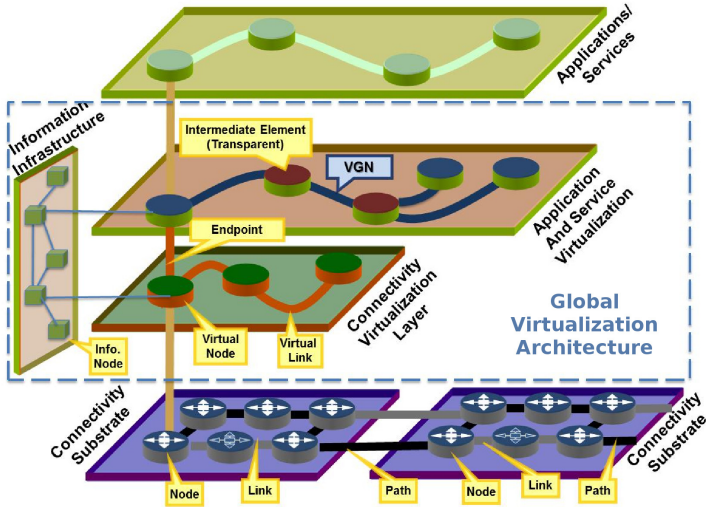 Applications/
Services
Information
Infrastructure
Intermediate Element
(Transparent)
VGN
Application
And Service
Virtualization
Endpoint
Connectivity
Virtualization
Layer
Virtual
Node
Virtual
Link
Info.
Node
Global
Virtualization
Architecture
Connectivity
Substrate
Connectivity
Substrate
Node
Link
Path
Node
Link
Path